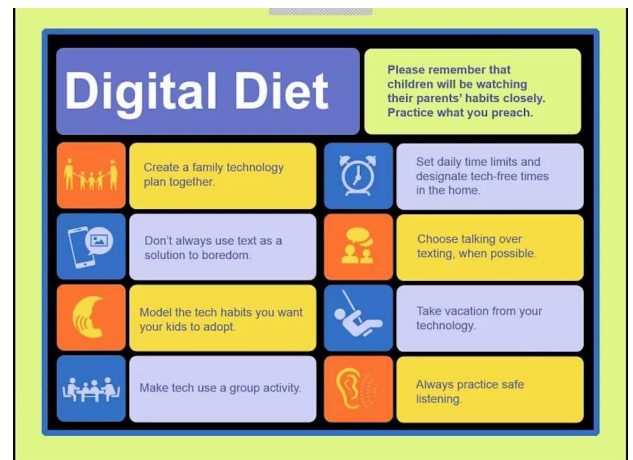 Digital Diet
Please remember that
children will be watching
their parents' habits closely.
Practice what you preach.
Create a family technology
plan together.
Set daily time limits and
designate tech-free times
in the home.
Don't always use text as a
solution to boredom.
Choose talking over
texting, when possible.
Model the tech habits you want
your kids to adopt.
Take vacation from your
technology.
Make tech use a group activity.
Always practice safe
listening.